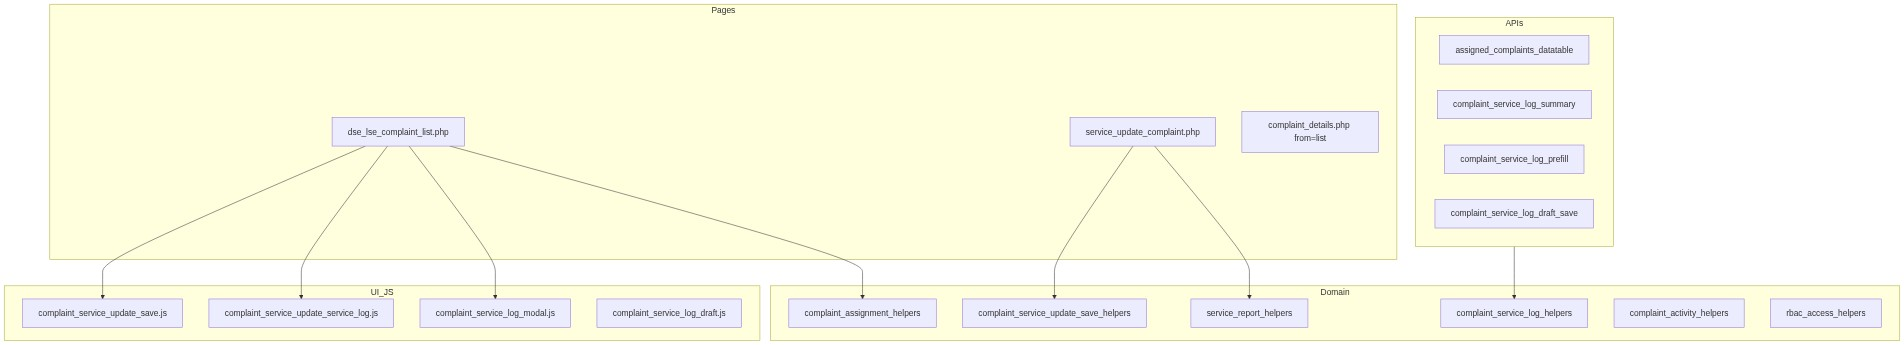 Pages
dse_lse_complaint_list.php
service_update_complaint.php
complaint_details.php
from=list
APIs
assigned_complaints_datatable
complaint_service_log_summary
complaint_service_log_prefill
complaint_service_log_draft_save
UI_JS
complaint_service_update_save.js
complaint_service_update_service_log.js
complaint_service_log_modal.js
complaint_service_log_draft.js
Domain
complaint_assignment_helpers
complaint_service_update_save_helpers
service_report_helpers
complaint_service_log_helpers
complaint_activity_helpers
rbac_access_helpers